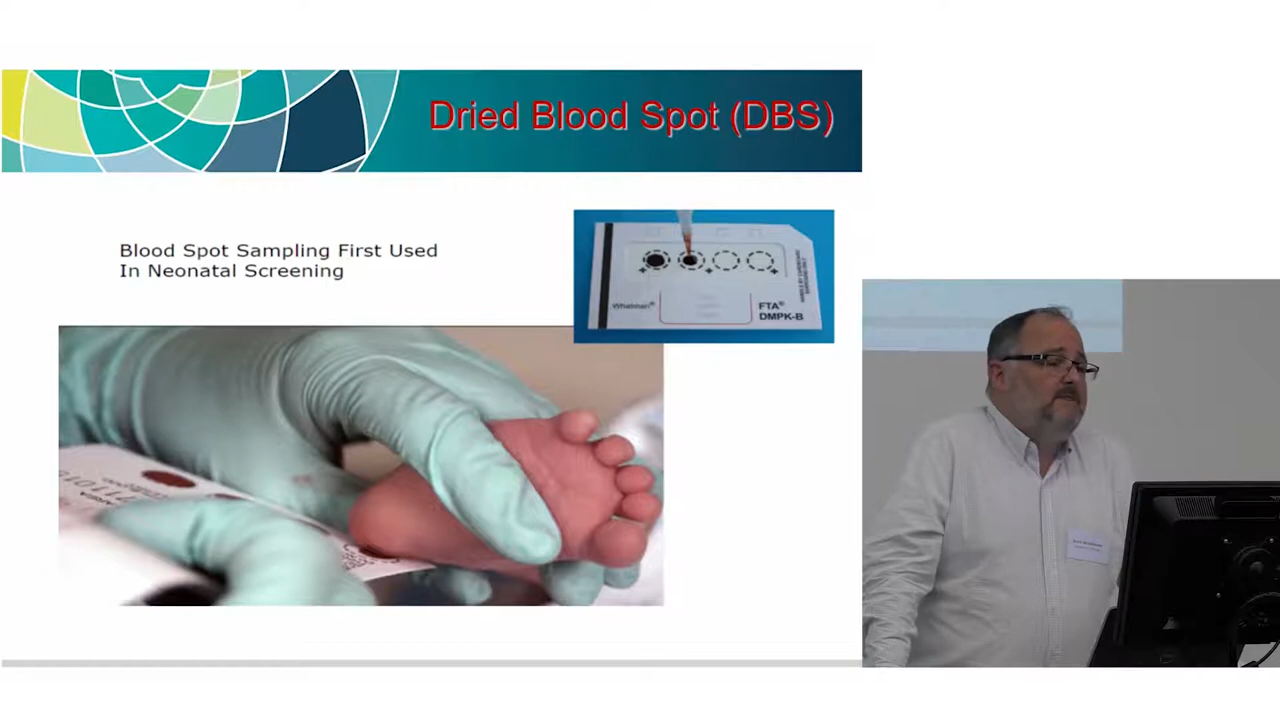 Dried Blood Spot (DBS)
Blood Spot Sampling First Used
In Neonatal Screening
Whatman®
FTA®
DMPK-B